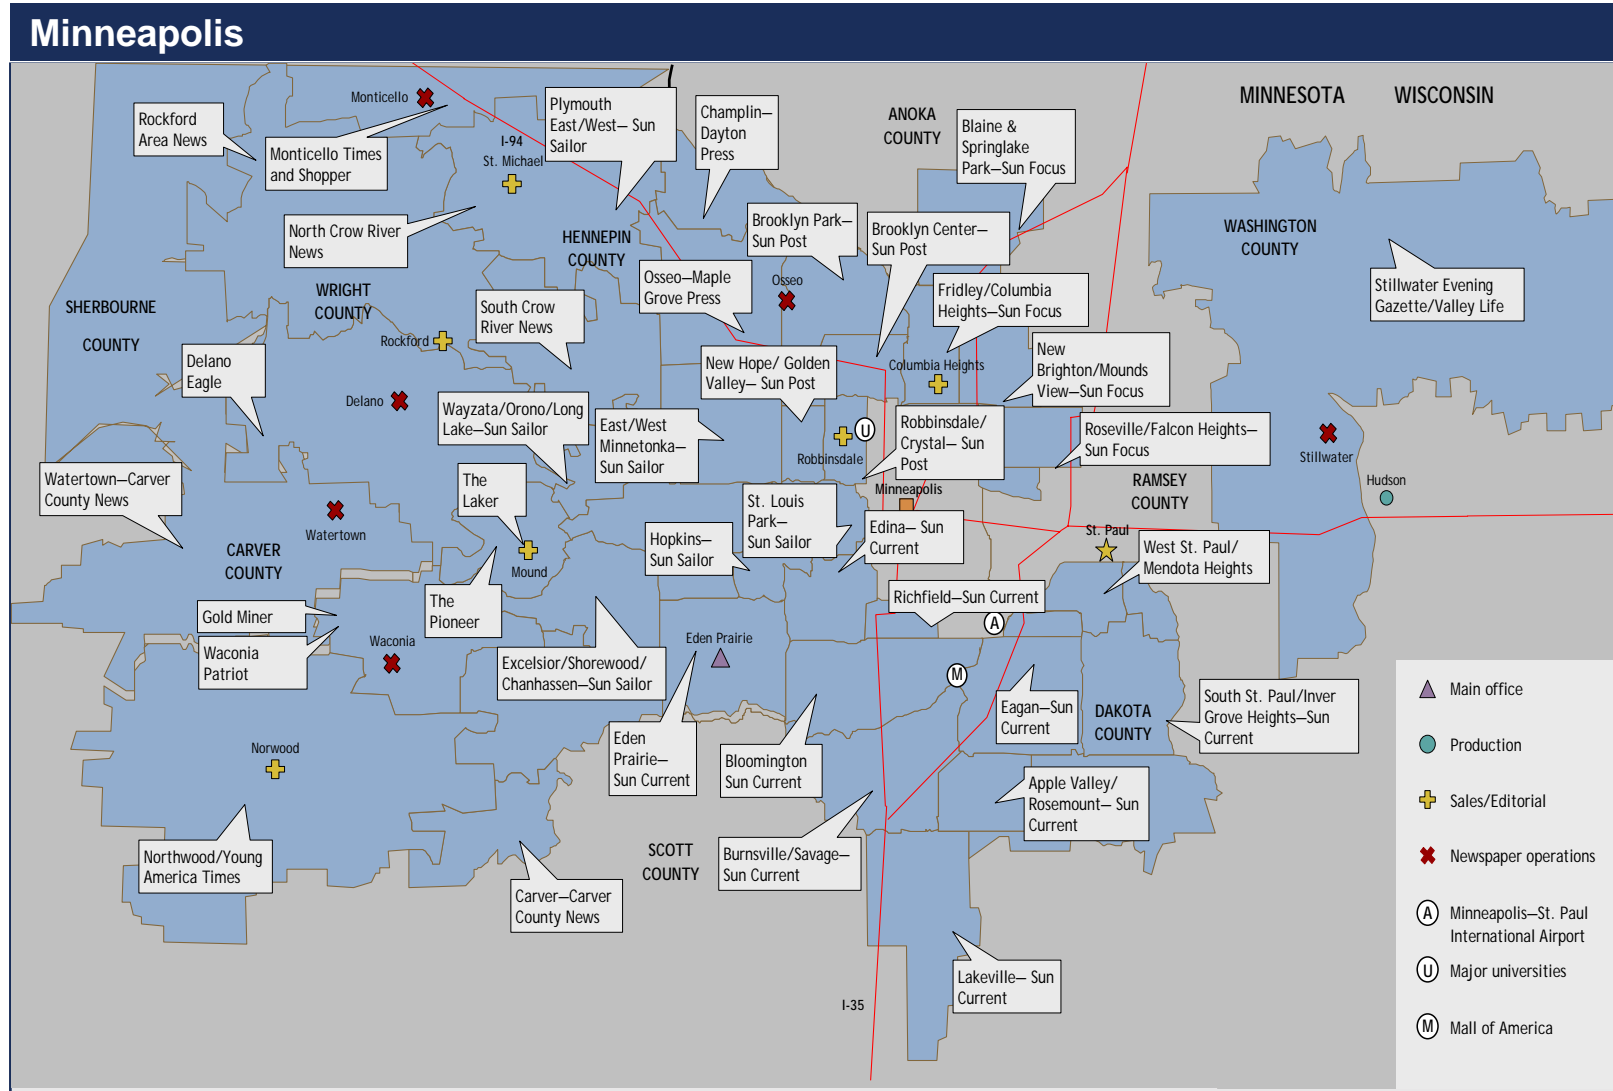 Minneapolis
Monticello
Rockford
Area News
Monticello Times
and Shopper
I-94
St. Michael
Plymouth
East/West— Sun
Sailor
Champlin–
Dayton
Press
ANOKA
COUNTY
Blaine &
Springlake
Park—Sun Focus
MINNESOTA
WISCONSIN
North Crow River
News
HENNEPIN
COUNTY
Brooklyn Park—
Sun Post
Brooklyn Center—
Sun Post
WASHINGTON
COUNTY
Osseo—Maple
Grove Press
Osseo
Fridley/Columbia
Heights—Sun Focus
Stillwater Evening
Gazette/Valley Life
SHERBOURNE
COUNTY
WRIGHT
COUNTY
South Crow
River News
Rockford
Delano
Eagle
Delano
New Hope/ Golden
Valley— Sun Post
Columbia Heights
New
Brighton/Mounds
View—Sun Focus
Wayzata/Orono/Long
Lake—Sun Sailor
East/West
Minnetonka—
Sun Sailor
U
Robbinsdale
Robbinsdale/
Crystal— Sun
Post
Roseville/Falcon Heights—
Sun Focus
Stillwater
Hudson
Watertown—Carver
County News
The
Laker
Minneapolis
RAMSEY
COUNTY
Watertown
CARVER
COUNTY
Mound
St. Louis
Park—
Sun Sailor
Hopkins—
Sun Sailor
Edina— Sun
Current
St. Paul
West St. Paul/
Mendota Heights
Gold Miner
The
Pioneer
Richfield—Sun Current
A
Waconia
Patriot
Waconia
Excelsior/Shorewood/
Chanhassen—Sun Sailor
Eden Prairie
M
Main office
Eagan—Sun
Current
DAKOTA
COUNTY
South St. Paul/Inver
Grove Heights—Sun
Current
Norwood
Eden
Prairie—
Sun Current
Bloomington
Sun Current
Production
Apple Valley/
Rosemount— Sun
Current
Sales/Editorial
Northwood/Young
America Times
SCOTT
COUNTY
Burnsville/Savage—
Sun Current
Newspaper operations
Carver—Carver
County News
A
Minneapolis—St. Paul
International Airport
Lakeville— Sun
Current
U
Major universities
I-35
M
Mall of America